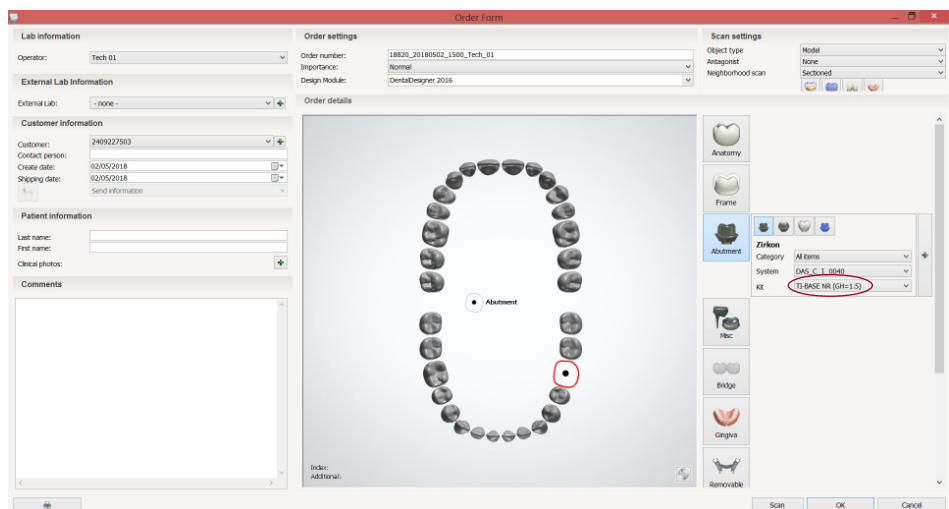 Order Form
Lab information
Operator:
Tech 01
External Lab Information
External Lab:
- none -
Customer information
Customer:
2409227503
Contact person:
Create date:
02/05/2018
Shipping date:
02/05/2018
Send information
Patient information
Last name:
First name:
Clinical photos:
Comments
Order settings
Order number:
18820_20180502_1500_Tech_01
Importance:
Normal
Design Module:
DentalDesigner 2016
Order details
Abutment
Index:
Additional:
Scan settings
Object type
Model
Antagonist
None
Neighborhood scan
Sectioned
Anatomy
Frame
Abutment
Zirkon
Category
All items
System
DAS_C_I_0040
Kit
TI-BASE NR (GH=1.5)
Misc
Bridge
Gingiva
Removable
Scan
OK
Cancel